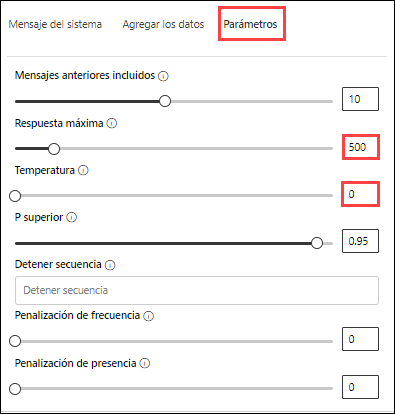 Mensaje del sistema Agregar los datos Parámetros
Mensajes anteriores incluidos
10
Respuesta máxima
500
Temperatura
0
P superior
0.95
Detener secuencia
Detener secuencia
Penalización de frecuencia
0
Penalización de presencia
0